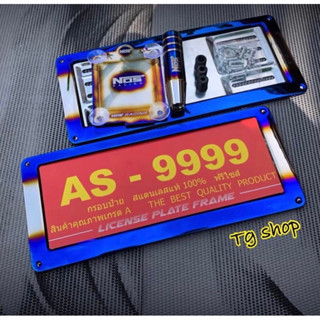 NOS
AS - 9999
กรอบป้าย สแตนเลสแท้ 100% ฟรีไซส์
สินค้าคุณภาพเกรด A THE BEST QUALITY PRODUCT
LICENSE PLATE FRAME
Tg shop